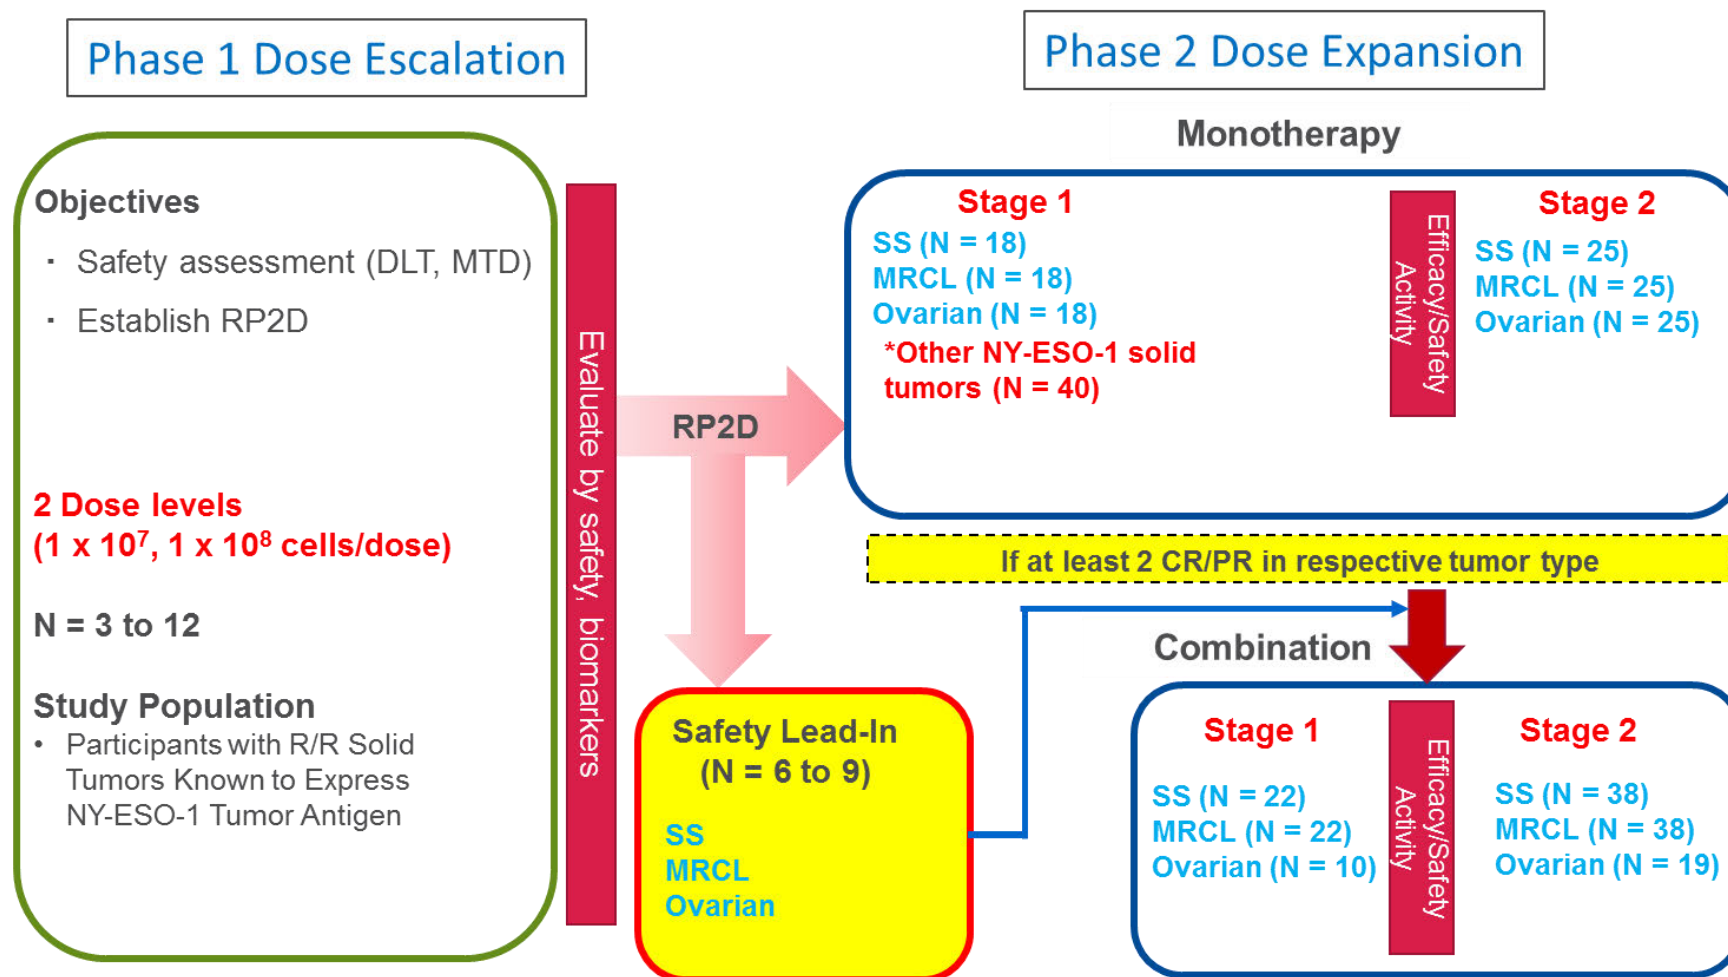 Phase 1 Dose Escalation
Objectives
· Safety assessment (DLT, MTD)
· Establish RP2D
2 Dose levels
(1 x 10⁷, 1 x 10⁸ cells/dose)
N = 3 to 12
Study Population
• Participants with R/R Solid
Tumors Known to Express
NY-ESO-1 Tumor Antigen
Evaluate by safety, biomarkers
RP2D
Safety Lead-In
(N = 6 to 9)
SS
MRCL
Ovarian
Phase 2 Dose Expansion
Monotherapy
Stage 1
SS (N = 18)
MRCL (N = 18)
Ovarian (N = 18)
*Other NY-ESO-1 solid
tumors (N = 40)
Efficacy/Safety
Activity
Stage 2
SS (N = 25)
MRCL (N = 25)
Ovarian (N = 25)
If at least 2 CR/PR in respective tumor type
Combination
Stage 1
SS (N = 22)
MRCL (N = 22)
Ovarian (N = 10)
Efficacy/Safety
Activity
Stage 2
SS (N = 38)
MRCL (N = 38)
Ovarian (N = 19)